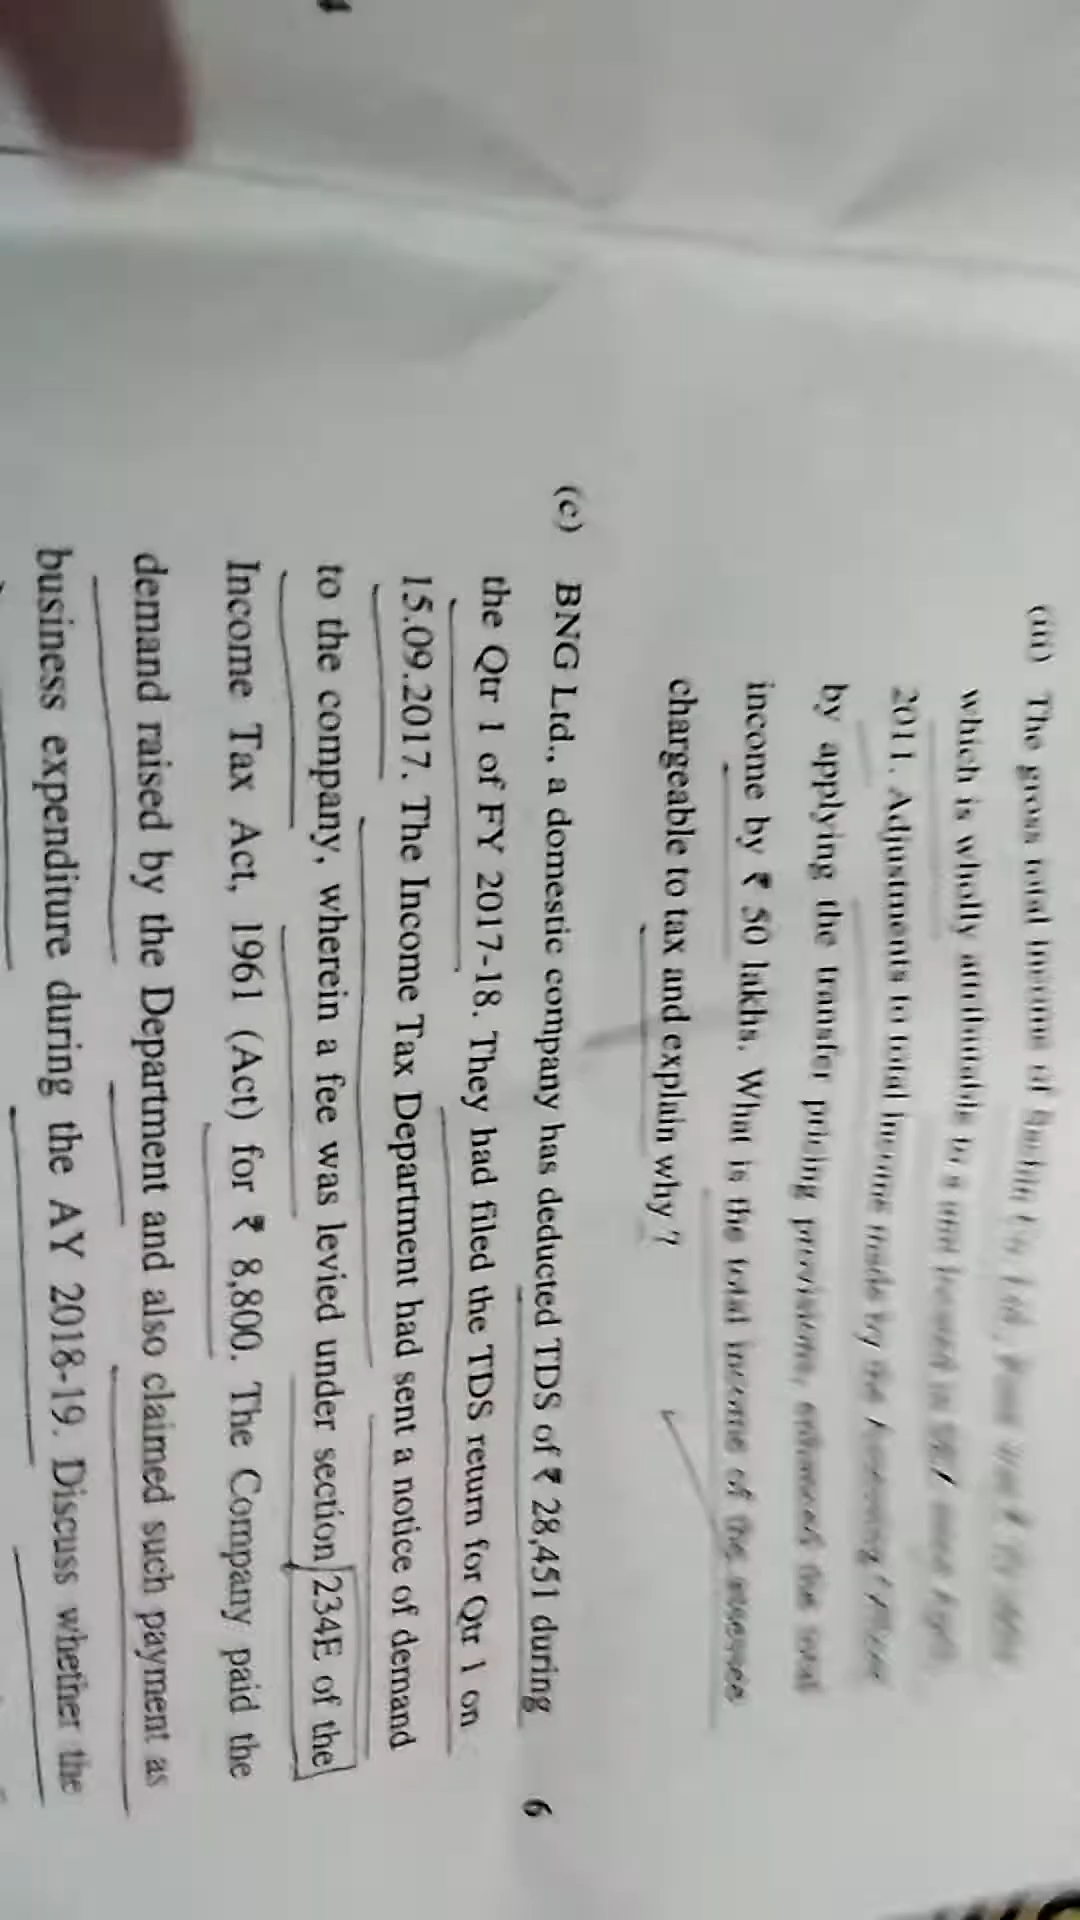 (iii) The gross total income of
which is wholly attributable to a unit located in
2011. Adjustments to total income made by the Assessing Officer
by applying the transfer pricing provisions, enhanced the total
income by ₹ 50 lakhs. What is the total income of the assessee
chargeable to tax and explain why?
(c) BNG Ltd., a domestic company has deducted TDS of ₹ 28,451 during 6
the Qtr 1 of FY 2017-18. They had filed the TDS return for Qtr 1 on
15.09.2017. The Income Tax Department had sent a notice of demand
to the company, wherein a fee was levied under section 234E of the
Income Tax Act, 1961 (Act) for ₹ 8,800. The Company paid the
demand raised by the Department and also claimed such payment as
business expenditure during the AY 2018-19. Discuss whether the